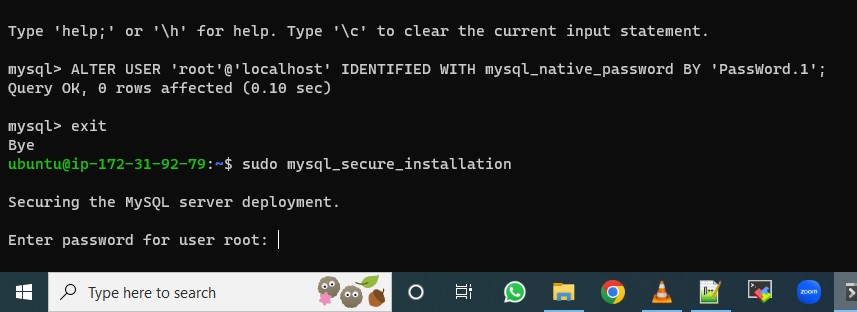 Type 'help;' or '\h' for help. Type '\c' to clear the current input statement.
mysql> ALTER USER 'root'@'localhost' IDENTIFIED WITH mysql_native_password BY 'PassWord.1';
Query OK, 0 rows affected (0.10 sec)
mysql> exit
Bye
ubuntu@ip-172-31-92-79:~$ sudo mysql_secure_installation
Securing the MySQL server deployment.
Enter password for user root:
Type here to search
zoom